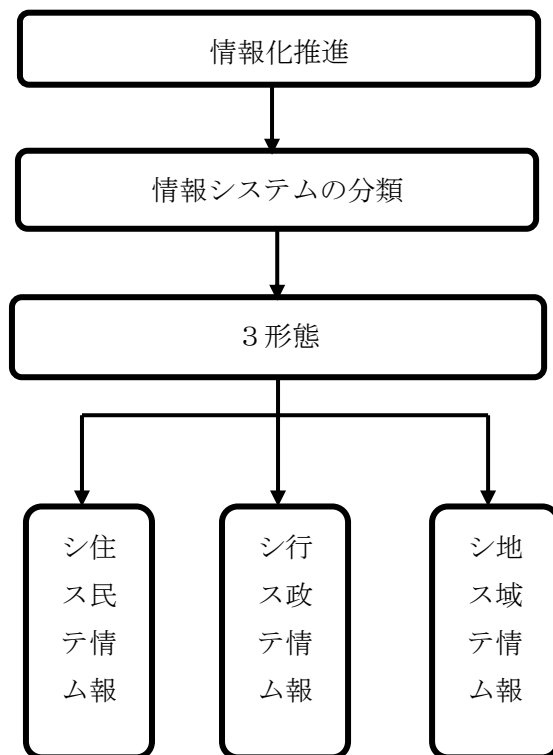 情報化推進
情報システムの分類
３形態
住民情報
システム
行政情報
システム
地域情報
システム